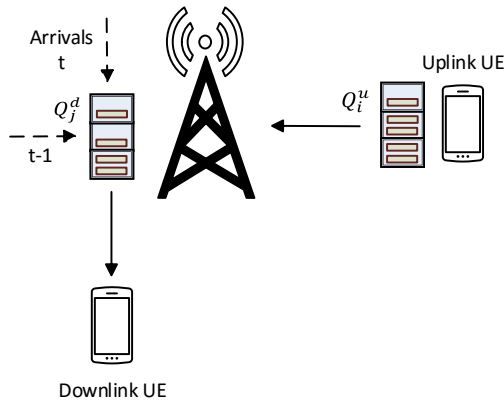 Arrivals
t
Q_j^d
t-1
Q_i^u
Uplink UE
Downlink UE